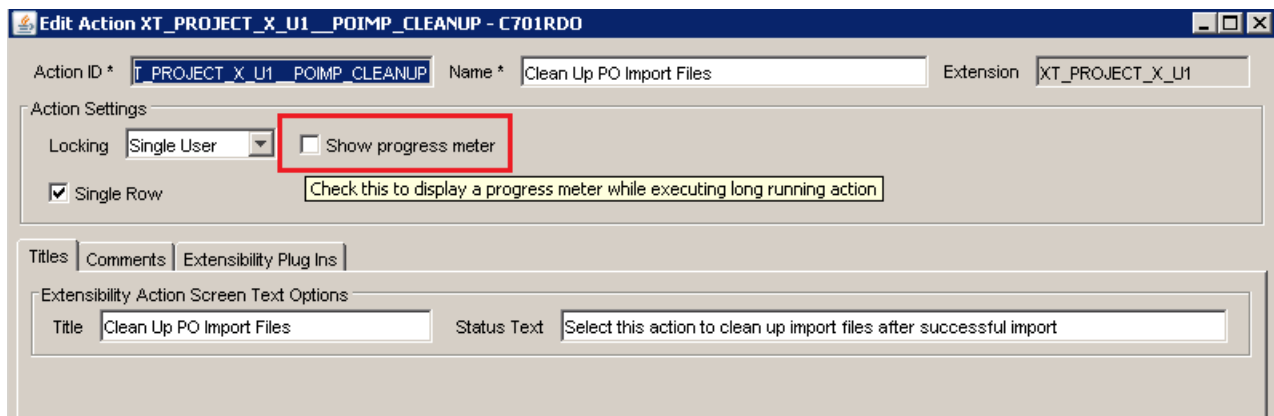 Edit Action XT_PROJECT_X_U1__POIMP_CLEANUP - C701RDO
Action ID * T_PROJECT_X_U1__POIMP_CLEANUP Name * Clean Up PO Import Files Extension XT_PROJECT_X_U1
Action Settings
Locking Single User Show progress meter
Single Row Check this to display a progress meter while executing long running action
Titles Comments Extensibility Plug Ins
Extensibility Action Screen Text Options
Title Clean Up PO Import Files Status Text Select this action to clean up import files after successful import